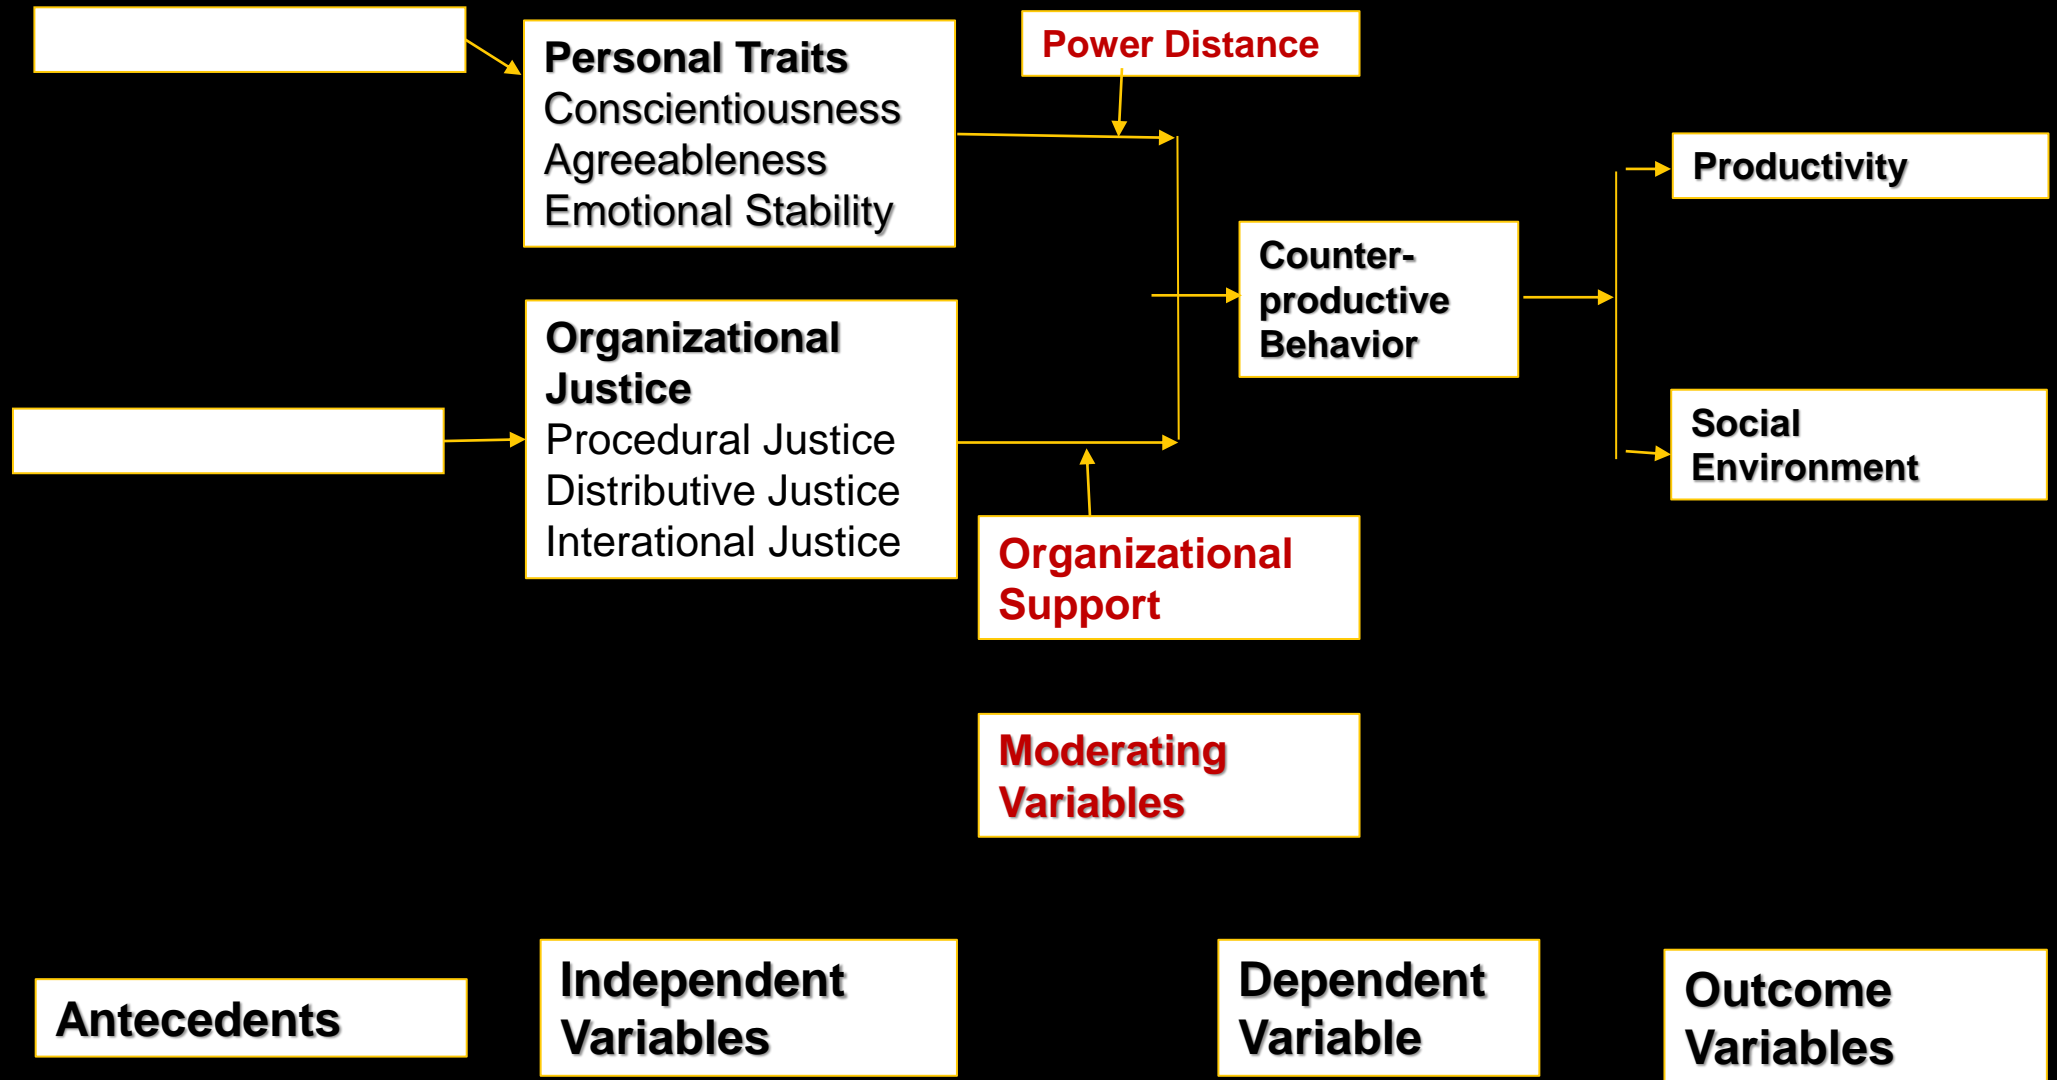 Personal Traits
Conscientiousness
Agreeableness
Emotional Stability
Power Distance
Productivity
Counter-
productive
Behavior
Organizational
Justice
Procedural Justice
Distributive Justice
Interational Justice
Social
Environment
Organizational
Support
Moderating
Variables
Antecedents
Independent
Variables
Dependent
Variable
Outcome
Variables